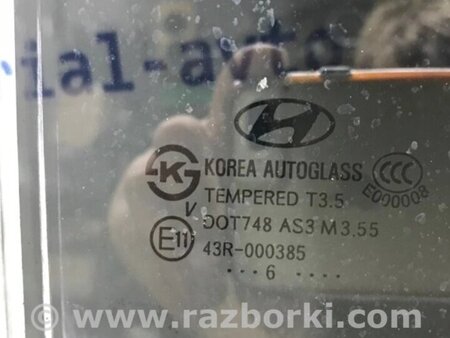 ial-avto
KOREA AUTOGLASS
TEMPERED T3.5
E000008
V
DOT748 AS3 M3.55
E11
43R-000385
•••6••••
www.razborki.com